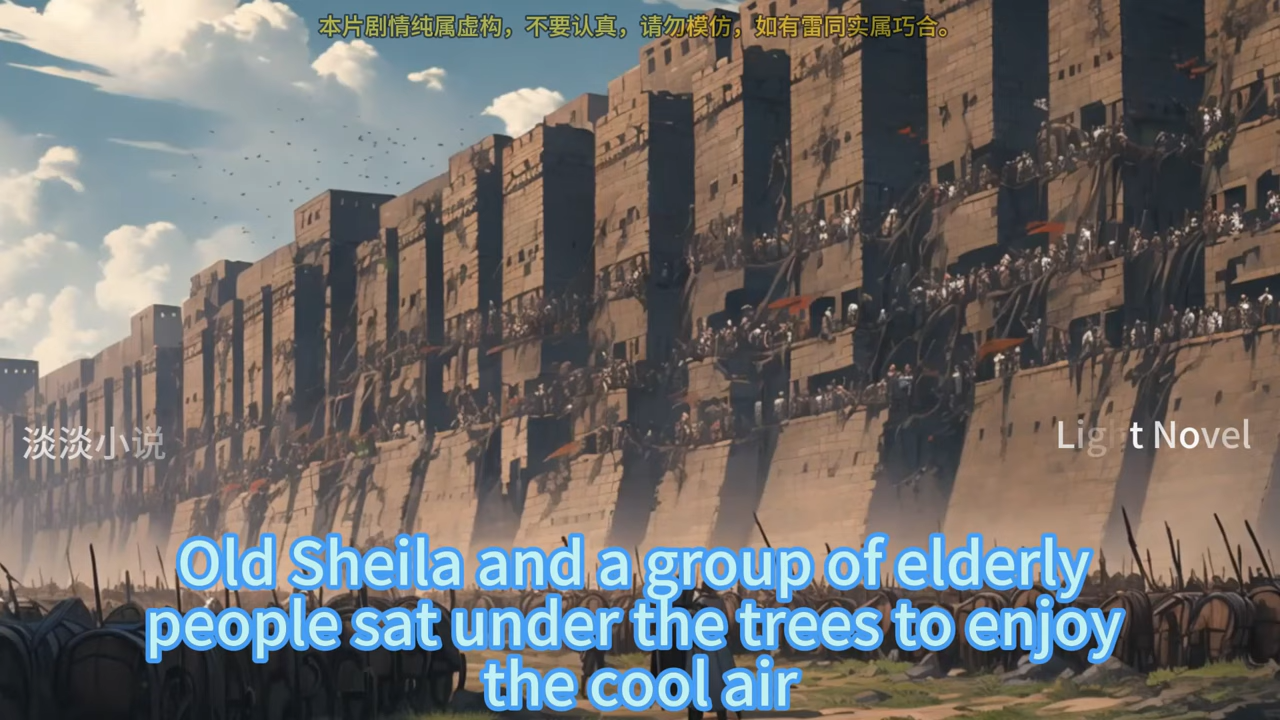 本片剧情纯属虚构，不要认真，请勿模仿，如有雷同实属巧合。
淡淡小说
Light Novel
Old Sheila and a group of elderly
people sat under the trees to enjoy
the cool air